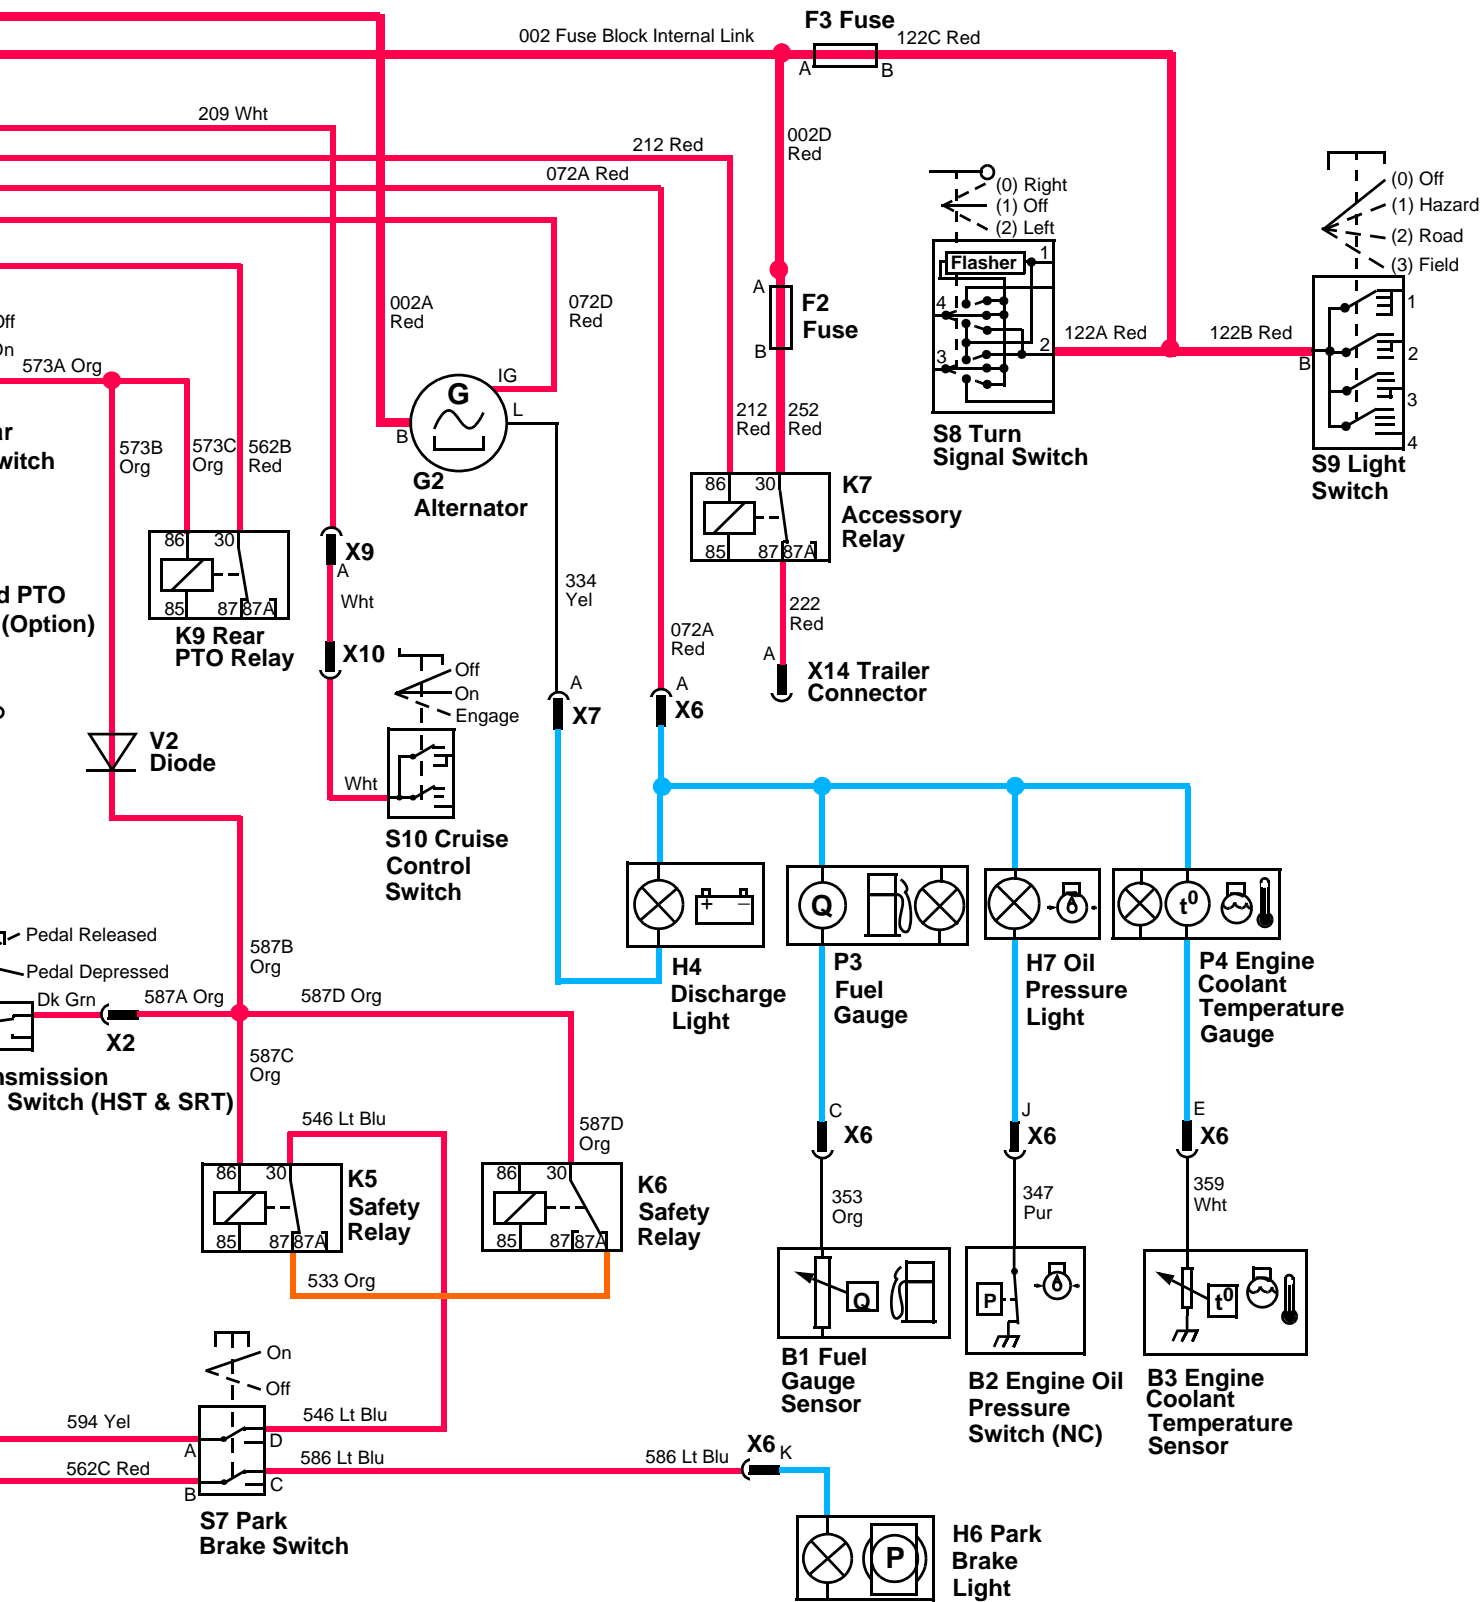 F3 Fuse
002 Fuse Block Internal Link
122C Red
A
B
209 Wht
212 Red
002D
Red
072A Red
(0) Right
(1) Off
(2) Left
(0) Off
(1) Hazard
(2) Road
(3) Field
Flasher
1
4
3
2
A
F2
Fuse
B
002A
Red
072D
Red
122A Red
122B Red
B
1
2
3
4
Off
On
573A Org
G
IG
L
B
G2
Alternator
S8 Turn
Signal Switch
S9 Light
Switch
ar
witch
573B
Org
573C
Org
562B
Red
212
Red
252
Red
86
30
85
87
87A
K7
Accessory
Relay
86
30
85
87
87A
K9 Rear
PTO Relay
d PTO
(Option)
X9
A
Wht
X10
334
Yel
222
Red
072A
Red
A
X14 Trailer
Connector
Off
On
Engage
A
X7
A
X6
V2
Diode
Wht
S10 Cruise
Control
Switch
Q
t0
H4
Discharge
Light
P3
Fuel
Gauge
H7 Oil
Pressure
Light
P4 Engine
Coolant
Temperature
Gauge
Pedal Released
Pedal Depressed
587B
Org
Dk Grn
587A Org
587D Org
X2
nsmission
Switch (HST & SRT)
587C
Org
546 Lt Blu
587D
Org
C
X6
J
X6
E
X6
86
30
85
87
87A
K5
Safety
Relay
86
30
85
87
87A
K6
Safety
Relay
353
Org
347
Pur
359
Wht
533 Org
Q
P
t0
B1 Fuel
Gauge
Sensor
B2 Engine Oil
Pressure
Switch (NC)
B3 Engine
Coolant
Temperature
Sensor
On
Off
594 Yel
A
D
546 Lt Blu
562C Red
B
C
586 Lt Blu
586 Lt Blu
X6
K
S7 Park
Brake Switch
P
H6 Park
Brake
Light